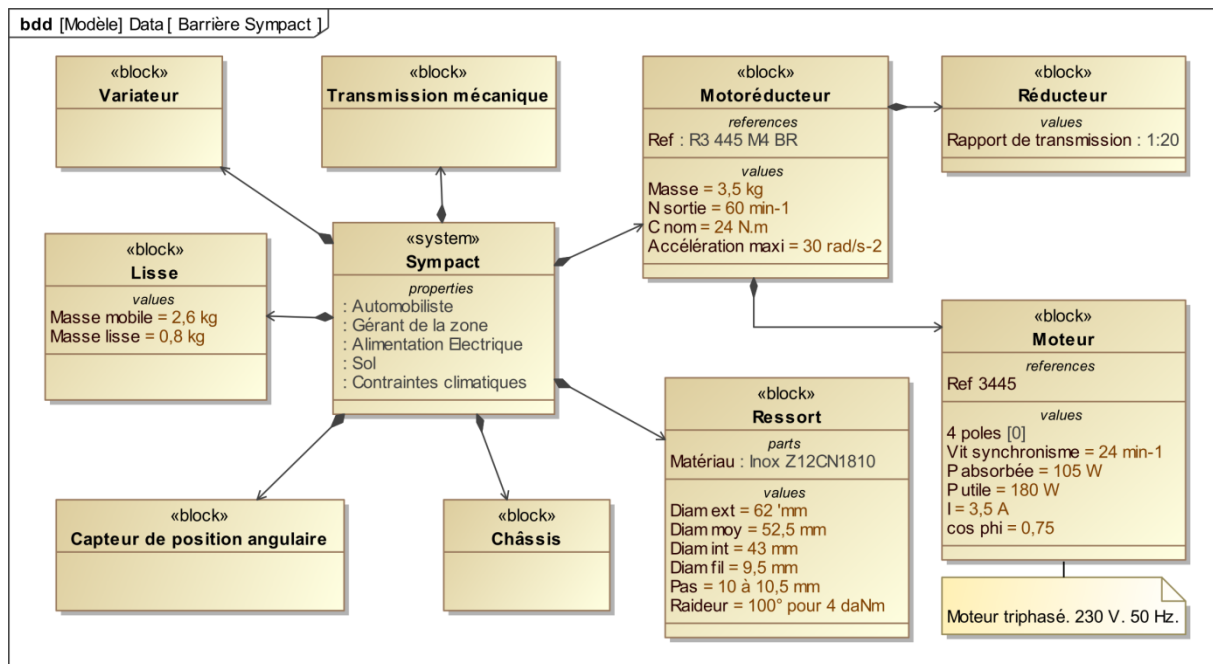 bdd [Modèle] Data [ Barrière Sympact ]
«block»
Variateur
«block»
Transmission mécanique
«block»
Motoréducteur
references
Ref : R3 445 M4 BR
values
Masse = 3,5 kg
N sortie = 60 min-1
C nom = 24 N.m
Accélération maxi = 30 rad/s-2
«block»
Réducteur
values
Rapport de transmission : 1:20
«block»
Lisse
values
Masse mobile = 2,6 kg
Masse lisse = 0,8 kg
«system»
Sympact
properties
: Automobiliste
: Gérant de la zone
: Alimentation Electrique
: Sol
: Contraintes climatiques
«block»
Moteur
references
Ref 3445
values
4 poles [0]
Vit synchronisme = 24 min-1
P absorbée = 105 W
P utile = 180 W
I = 3,5 A
cos phi = 0,75
«block»
Ressort
parts
Matériau : Inox Z12CN1810
values
Diam ext = 62 'mm
Diam moy = 52,5 mm
Diam int = 43 mm
Diam fil = 9,5 mm
Pas = 10 à 10,5 mm
Raideur = 100° pour 4 daNm
«block»
Capteur de position angulaire
«block»
Châssis
Moteur triphasé. 230 V. 50 Hz.